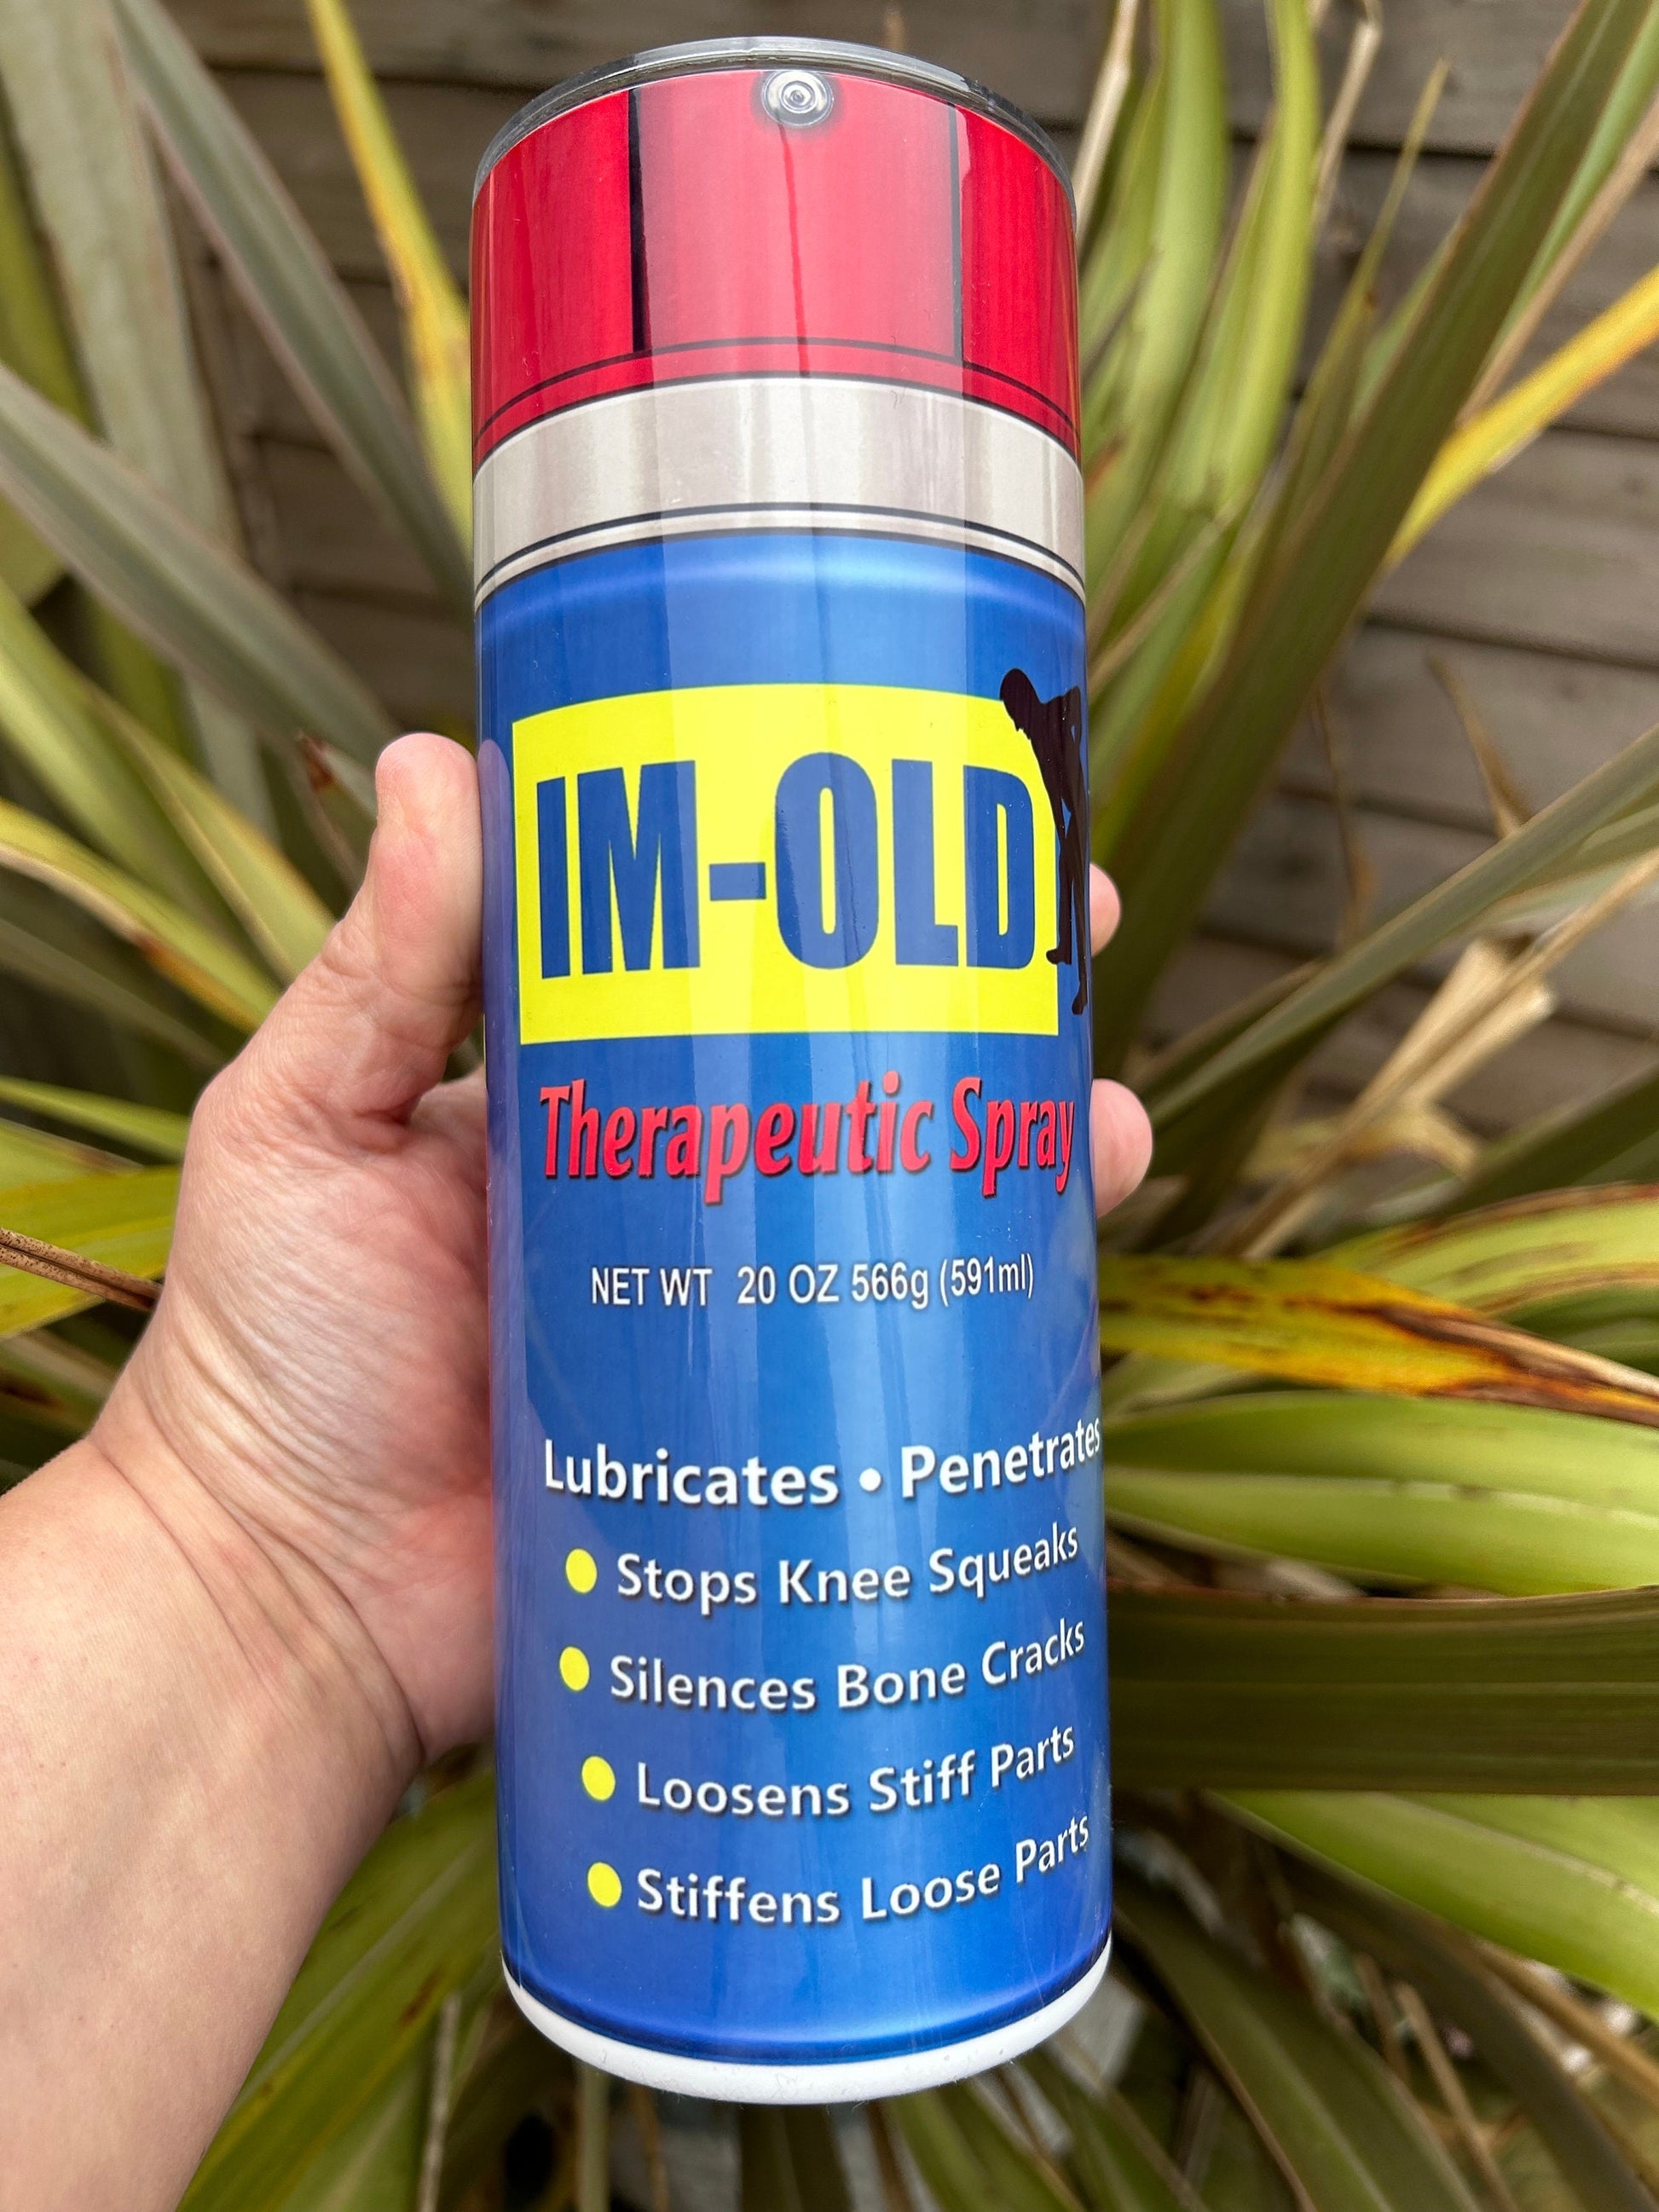 IM-OLD
Therapeutic Spray
NET WT 20 OZ 566g (591ml)
Lubricates • Penetrates
Stops Knee Squeaks
Silences Bone Cracks
Loosens Stiff Parts
Stiffens Loose Parts